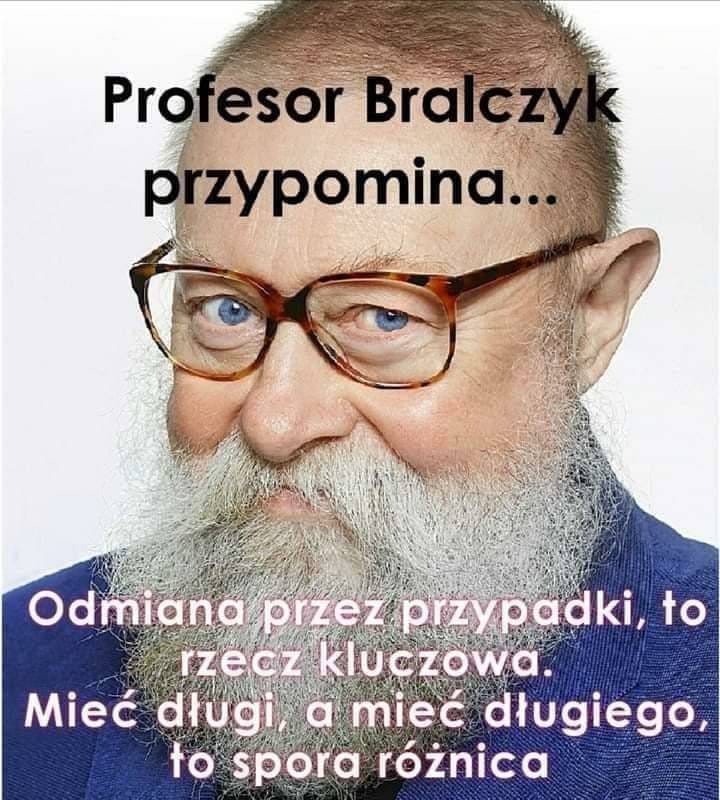 Profesor Bralczyk
przypomina...
Odmiana przez przypadki, to
rzecz kluczowa.
Mieć długi, a mieć długiego,
to spora różnica